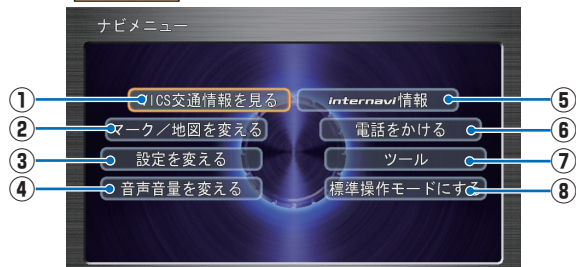 ナビメニュー
① VICS交通情報を見る
② マーク／地図を変える
③ 設定を変える
④ 音声音量を変える
internavi情報 ⑤
電話をかける ⑥
ツール ⑦
標準操作モードにする ⑧